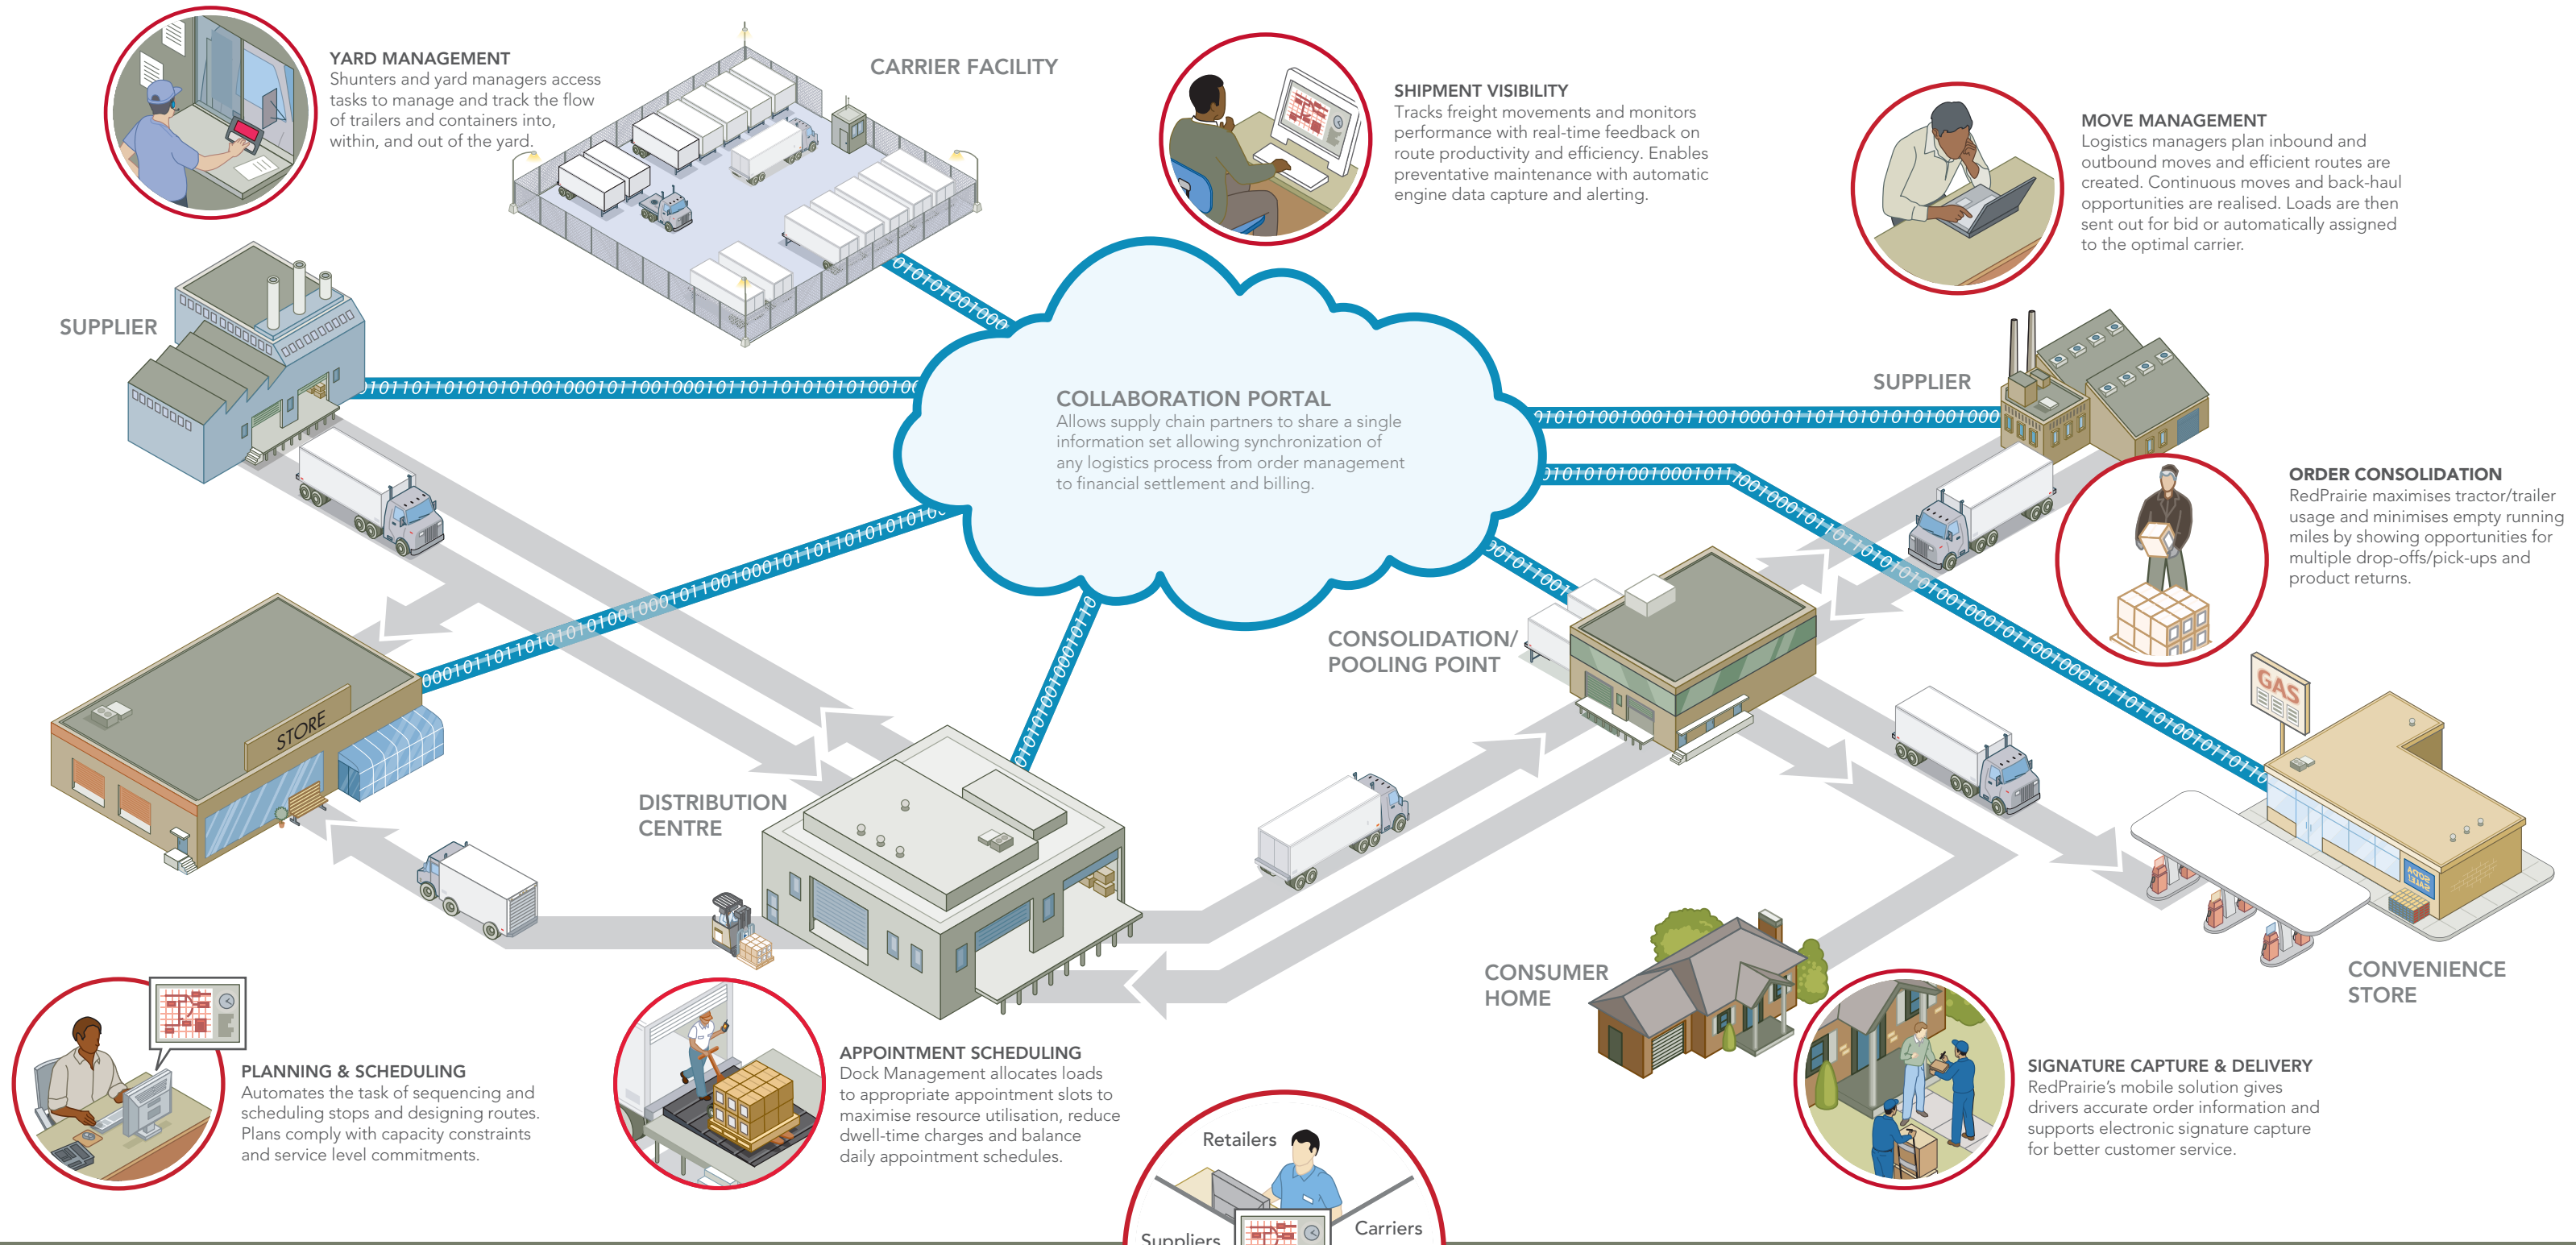 YARD MANAGEMENT
Shunters and yard managers access
tasks to manage and track the flow
of trailers and containers into,
within, and out of the yard.
CARRIER FACILITY
SHIPMENT VISIBILITY
Tracks freight movements and monitors
performance with real-time feedback on
route productivity and efficiency. Enables
preventative maintenance with automatic
engine data capture and alerting.
MOVE MANAGEMENT
Logistics managers plan inbound and
outbound moves and efficient routes are
created. Continuous moves and back-haul
opportunities are realised. Loads are then
sent out for bid or automatically assigned
to the optimal carrier.
SUPPLIER
COLLABORATION PORTAL
Allows supply chain partners to share a single
information set allowing synchronization of
any logistics process from order management
to financial settlement and billing.
SUPPLIER
ORDER CONSOLIDATION
RedPrairie maximises tractor/trailer
usage and minimises empty running
miles by showing opportunities for
multiple drop-offs/pick-ups and
product returns.
CONSOLIDATION/
POOLING POINT
GAS
STORE
DISTRIBUTION
CENTRE
CONSUMER
HOME
CONVENIENCE
STORE
PLANNING & SCHEDULING
Automates the task of sequencing and
scheduling stops and designing routes.
Plans comply with capacity constraints
and service level commitments.
APPOINTMENT SCHEDULING
Dock Management allocates loads
to appropriate appointment slots to
maximise resource utilisation, reduce
dwell-time charges and balance
daily appointment schedules.
SIGNATURE CAPTURE & DELIVERY
RedPrairie's mobile solution gives
drivers accurate order information and
supports electronic signature capture
for better customer service.
Retailers
Carriers
Suppliers